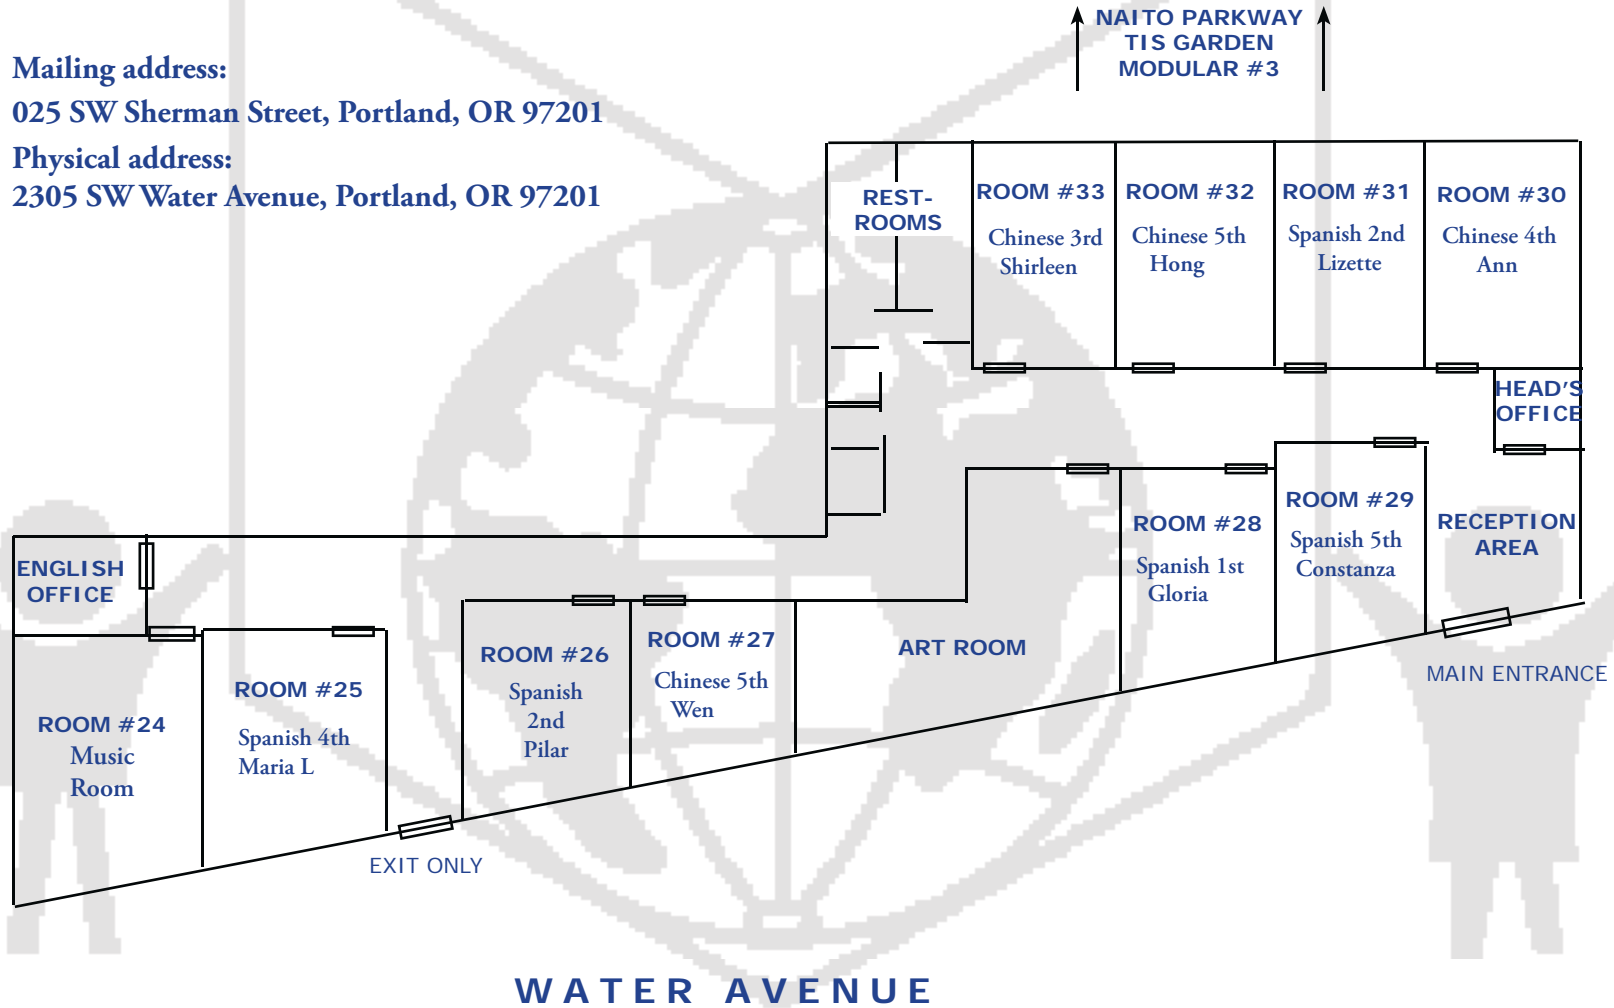 NAITO PARKWAY
TIS GARDEN
MODULAR #3
Mailing address:
025 SW Sherman Street, Portland, OR 97201
Physical address:
2305 SW Water Avenue, Portland, OR 97201
REST-
ROOMS
ROOM #33
Chinese 3rd
Shirleen
ROOM #32
Chinese 5th
Hong
ROOM #31
Spanish 2nd
Lizette
ROOM #30
Chinese 4th
Ann
HEAD'S
OFFICE
ENGLISH
OFFICE
ROOM #24
Music
Room
ROOM #25
Spanish 4th
Maria L
EXIT ONLY
ROOM #26
Spanish
2nd
Pilar
ROOM #27
Chinese 5th
Wen
ART ROOM
ROOM #28
Spanish 1st
Gloria
ROOM #29
Spanish 5th
Constanza
RECEPTION
AREA
MAIN ENTRANCE
WATER AVENUE